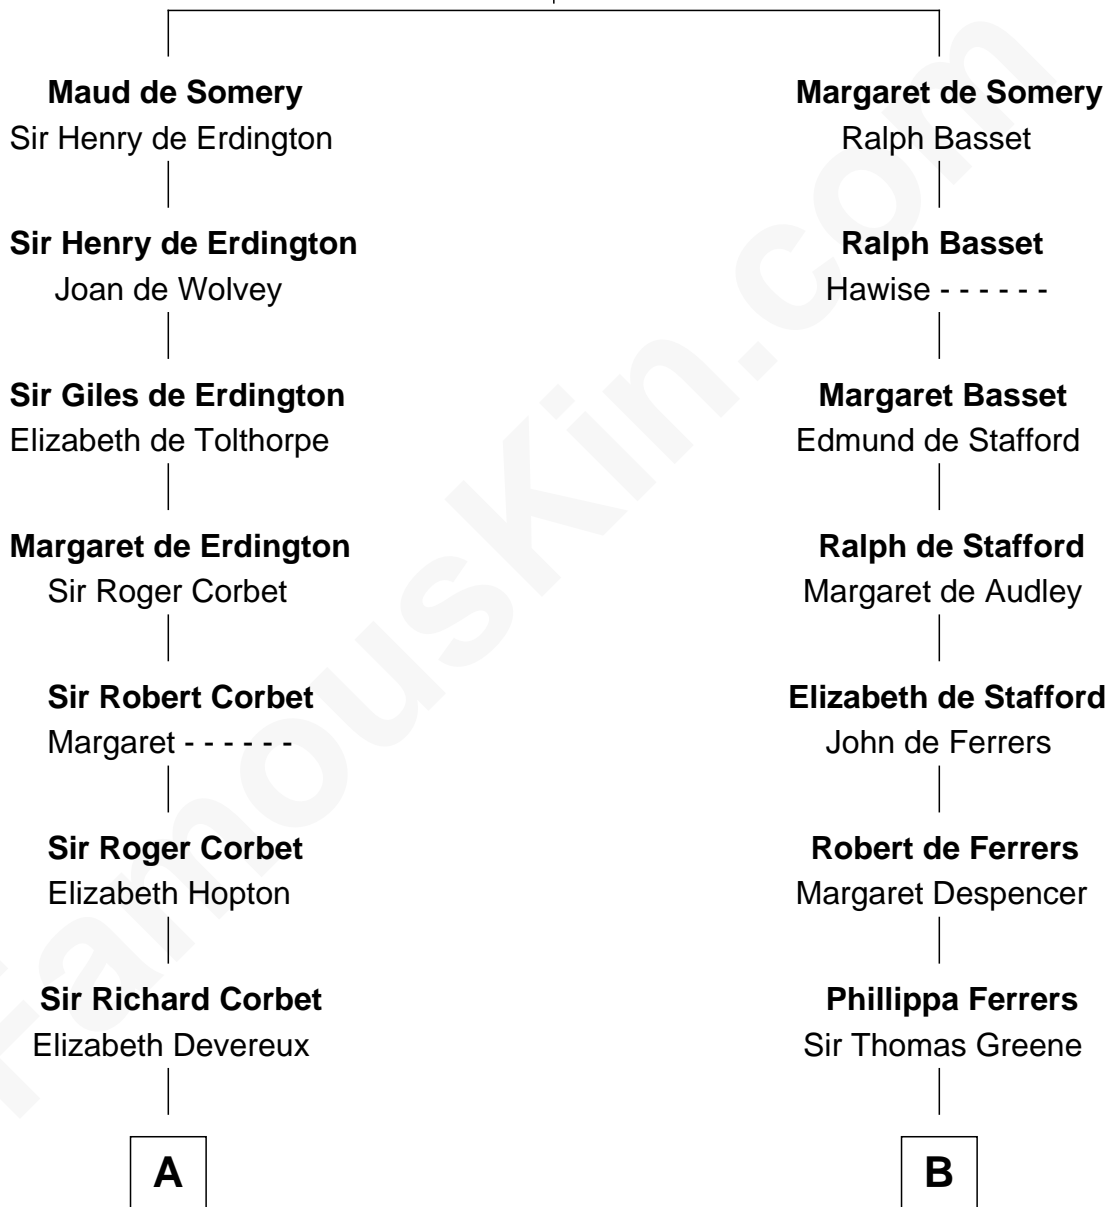 Maud de Somery
Sir Henry de Erdington
Sir Henry de Erdington
Joan de Wolvey
Sir Giles de Erdington
Elizabeth de Tolthorpe
Margaret de Erdington
Sir Roger Corbet
Sir Robert Corbet
Margaret - - - - - -
Sir Roger Corbet
Elizabeth Hopton
Sir Richard Corbet
Elizabeth Devereux
A
Margaret de Somery
Ralph Basset
Ralph Basset
Hawise - - - - - -
Margaret Basset
Edmund de Stafford
Ralph de Stafford
Margaret de Audley
Elizabeth de Stafford
John de Ferrers
Robert de Ferrers
Margaret Despencer
Phillippa Ferrers
Sir Thomas Greene
B
FamousKin.com